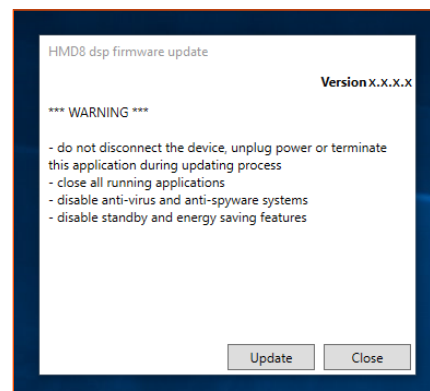 HMD8 dsp firmware update
Version x.x.x.x
*** WARNING ***
- do not disconnect the device, unplug power or terminate
this application during updating process
- close all running applications
- disable anti-virus and anti-spyware systems
- disable standby and energy saving features
Update Close